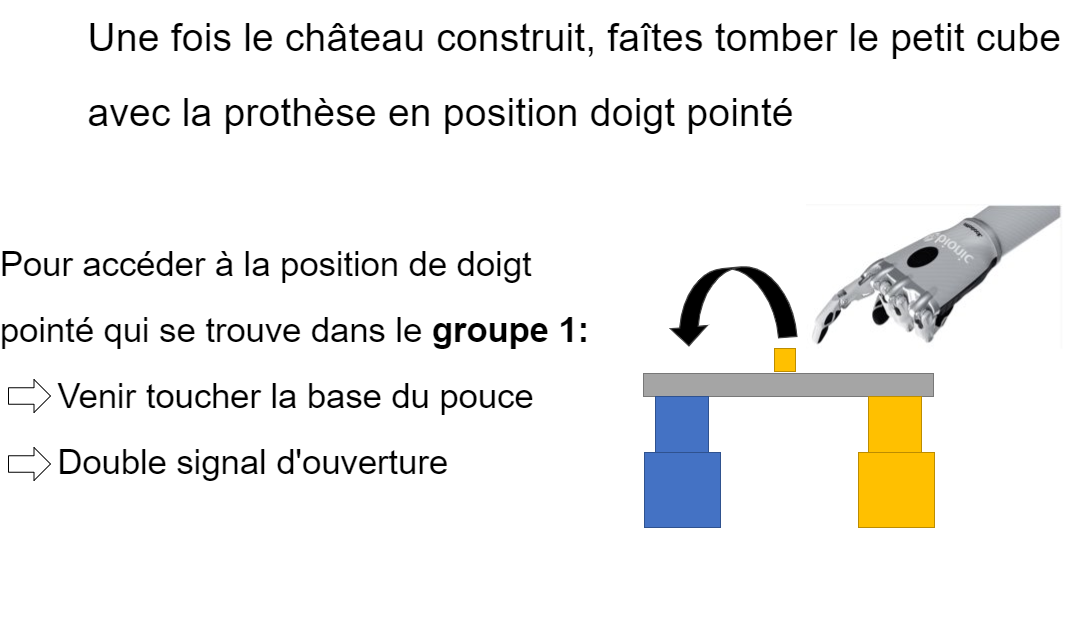 Une fois le château construit, faîtes tomber le petit cube
avec la prothèse en position doigt pointé
Pour accéder à la position de doigt
pointé qui se trouve dans le groupe 1:
Venir toucher la base du pouce
Double signal d'ouverture